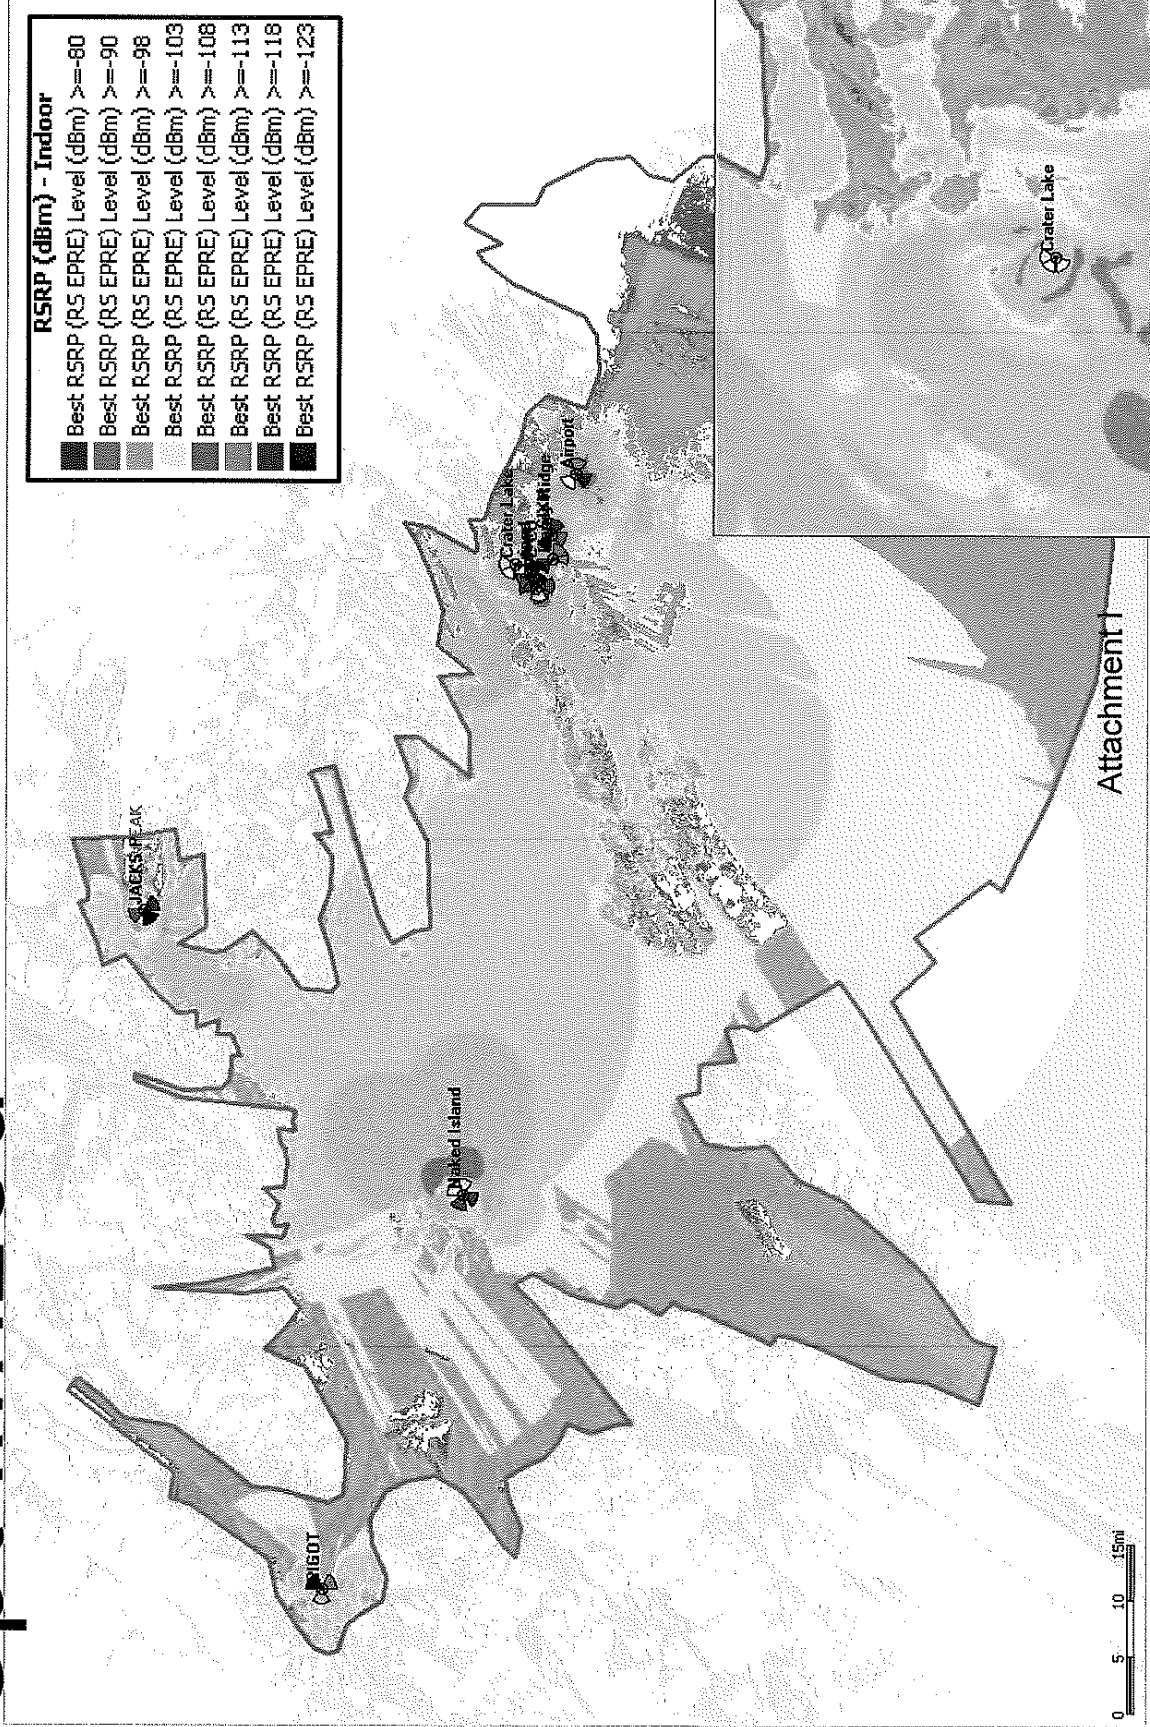 RSRP (dBm) - Indoor
Best RSRP (RS EPRE) Level (dBm) >=-80
Best RSRP (RS EPRE) Level (dBm) >=-90
Best RSRP (RS EPRE) Level (dBm) >=-98
Best RSRP (RS EPRE) Level (dBm) >=-103
Best RSRP (RS EPRE) Level (dBm) >=-108
Best RSRP (RS EPRE) Level (dBm) >=-113
Best RSRP (RS EPRE) Level (dBm) >=-118
Best RSRP (RS EPRE) Level (dBm) >=-123
JACKS PEAK
PIGOT
Naked Island
Crater Lake
Ridge
Airport
Crater Lake
Attachment I
0 5 10 15mi